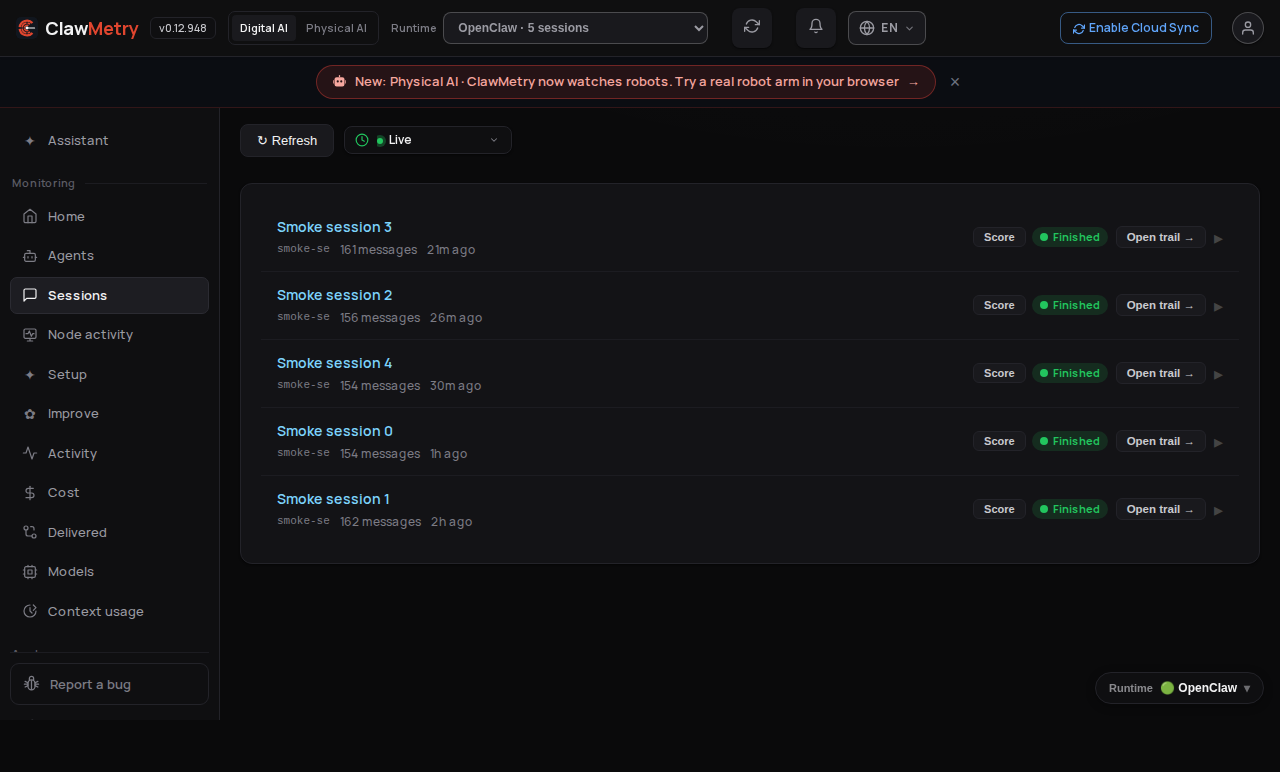 ClawMetry v0.12.948 Digital AI Physical AI Runtime OpenClaw · 5 sessions EN Enable Cloud Sync
New: Physical AI · ClawMetry now watches robots. Try a real robot arm in your browser → ×
Assistant
↻ Refresh Live
Monitoring
Home
Agents
Sessions
Node activity
Setup
Improve
Activity
Cost
Delivered
Models
Context usage
Report a bug
Smoke session 3
smoke-se 161 messages 21m ago
Score Finished Open trail → ▶
Smoke session 2
smoke-se 156 messages 26m ago
Score Finished Open trail → ▶
Smoke session 4
smoke-se 154 messages 30m ago
Score Finished Open trail → ▶
Smoke session 0
smoke-se 154 messages 1h ago
Score Finished Open trail → ▶
Smoke session 1
smoke-se 162 messages 2h ago
Score Finished Open trail → ▶
Runtime OpenClaw ▾